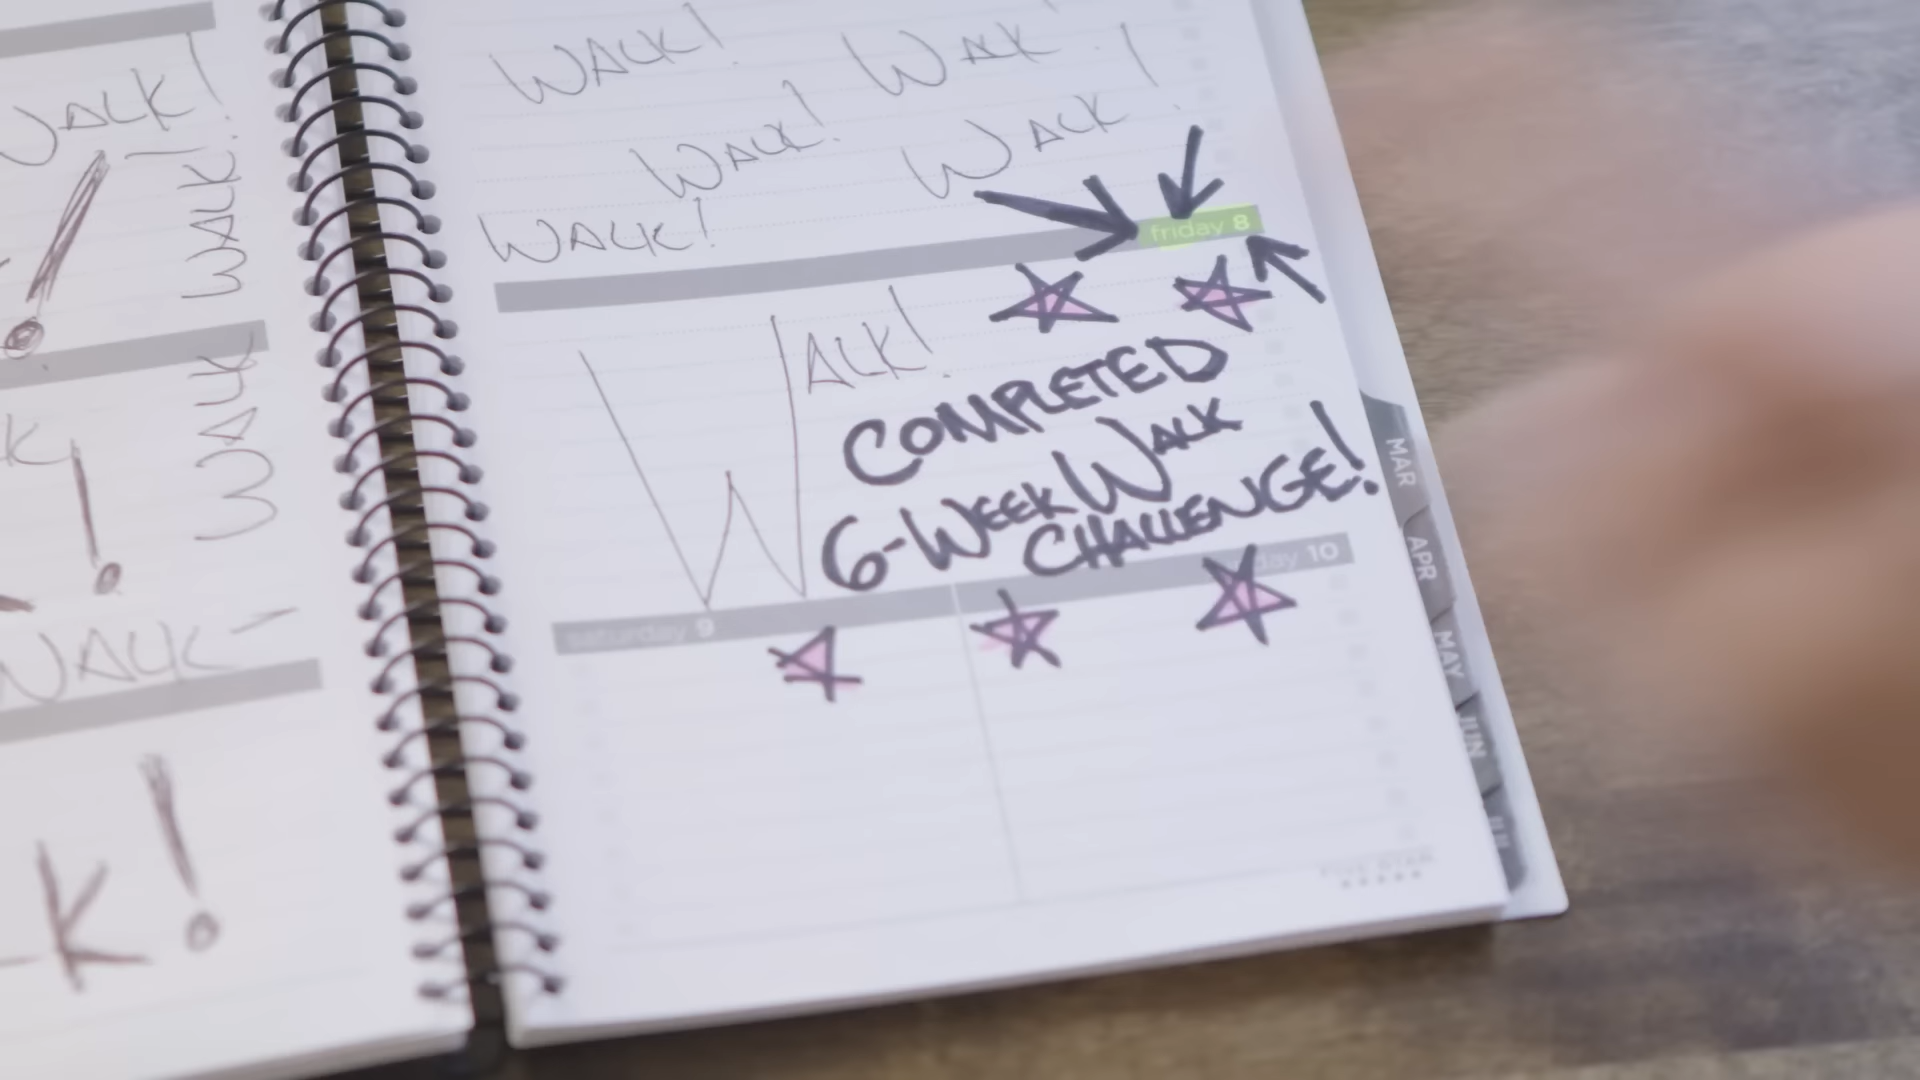 WALK!
WALK!
WALK!
WALK!
WALK!
friday 8
WALK!
COMPLETED
6-WEEK WALK
CHALLENGE!
saturday 9
day 10
WALK!
WALK
WALK
WALK
K!
MAR
APR
MAY
JUN